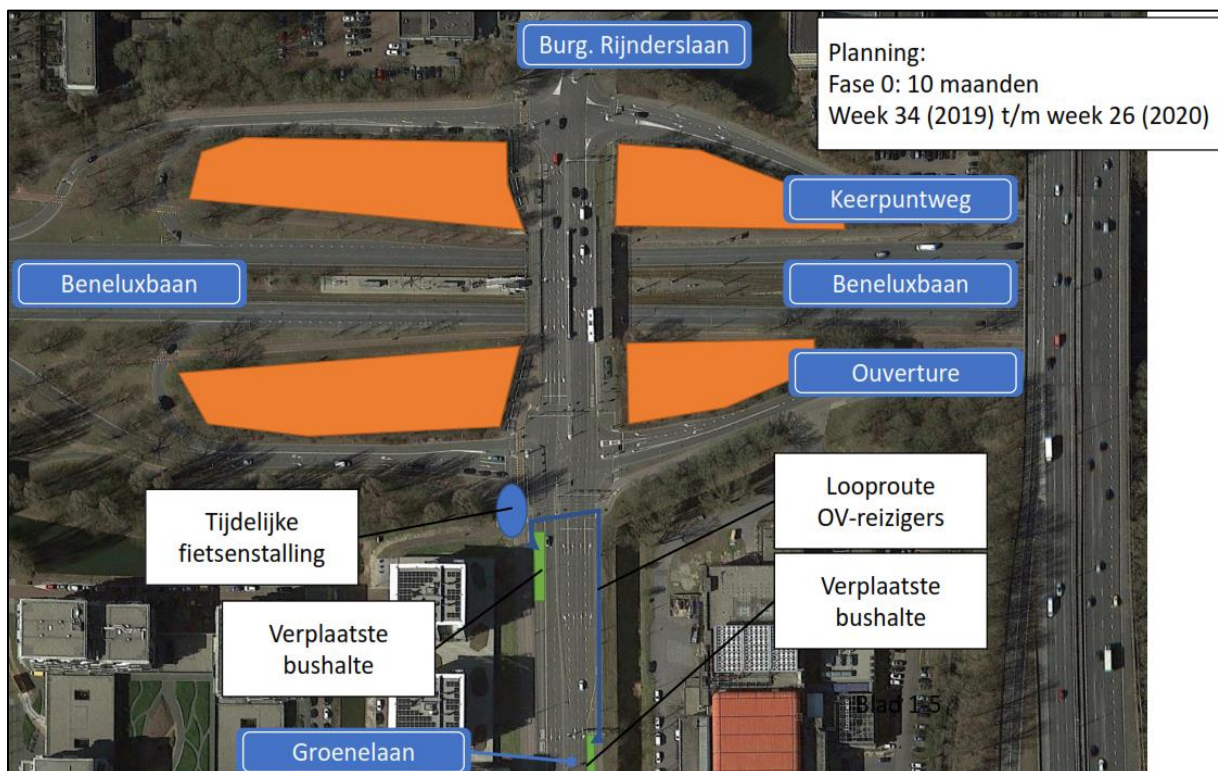 Burg. Rijnderslaan
Planning:
Fase 0: 10 maanden
Week 34 (2019) t/m week 26 (2020)
Keerpuntweg
Beneluxbaan
Beneluxbaan
Ouverture
Tijdelijke
fietsenstalling
Looproute
OV-reizigers
Verplaatste
bushalte
Verplaatste
bushalte
Blad 1-5
Groenelaan